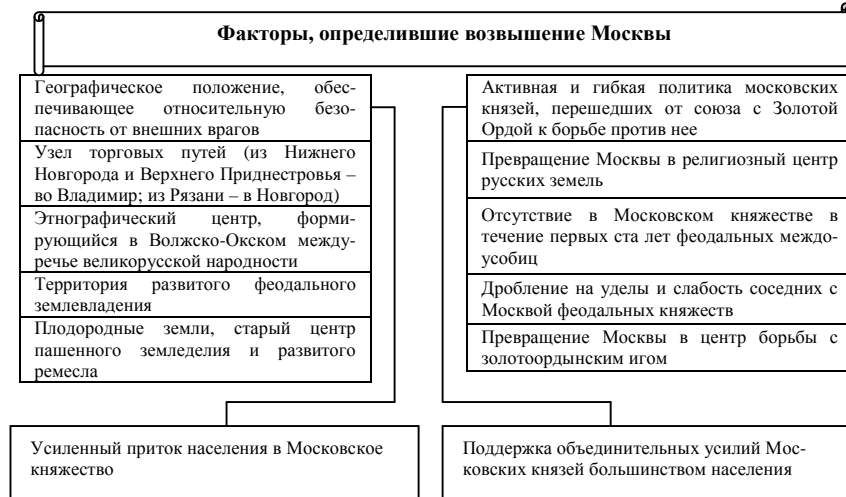 Факторы, определившие возвышение Москвы
Географическое положение, обес-
печивающее относительную безо-
пасность от внешних врагов
Узел торговых путей (из Нижнего
Новгорода и Верхнего Приднестровья –
во Владимир; из Рязани – в Новгород)
Этнографический центр, форми-
рующийся в Волжско-Окском между-
речье великорусской народности
Территория развитого феодального
землевладения
Плодородные земли, старый центр
пашенного земледелия и развитого
ремесла
Усиленный приток населения в Московское
княжество
Активная и гибкая политика московских
князей, перешедших от союза с Золотой
Ордой к борьбе против нее
Превращение Москвы в религиозный центр
русских земель
Отсутствие в Московском княжестве в
течение первых ста лет феодальных междо-
усобиц
Дробление на уделы и слабость соседних с
Москвой феодальных княжеств
Превращение Москвы в центр борьбы с
золотоордынским игом
Поддержка объединительных усилий Мос-
ковских князей большинством населения